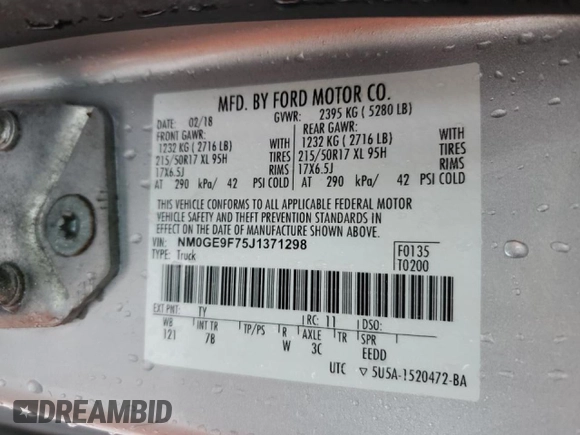 MFD. BY FORD MOTOR CO.
DATE: 02/18 GVWR: 2395 KG ( 5280 LB)
FRONT GAWR: REAR GAWR:
1232 KG ( 2716 LB) WITH 1232 KG ( 2716 LB) WITH
215/50R17 XL 95H TIRES 215/50R17 XL 95H TIRES
17X6.5J RIMS 17X6.5J RIMS
AT 290 kPa/ 42 PSI COLD AT 290 kPa/ 42 PSI COLD
THIS VEHICLE CONFORMS TO ALL APPLICABLE FEDERAL MOTOR
VEHICLE SAFETY AND THEFT PREVENTION STANDARDS IN
EFFECT ON THE DATE OF MANUFACTURE SHOWN ABOVE.
VIN: NM0GE9F75J1371298 F0135
TYPE: Truck T0200
EXT PNT: TY RC: 11 DSO:
WB INT TR TP/PS R AXLE TR SPR
121 7B W 3C EEDD
UTC ▽ 5U5A-1520472-BA
DREAMBID